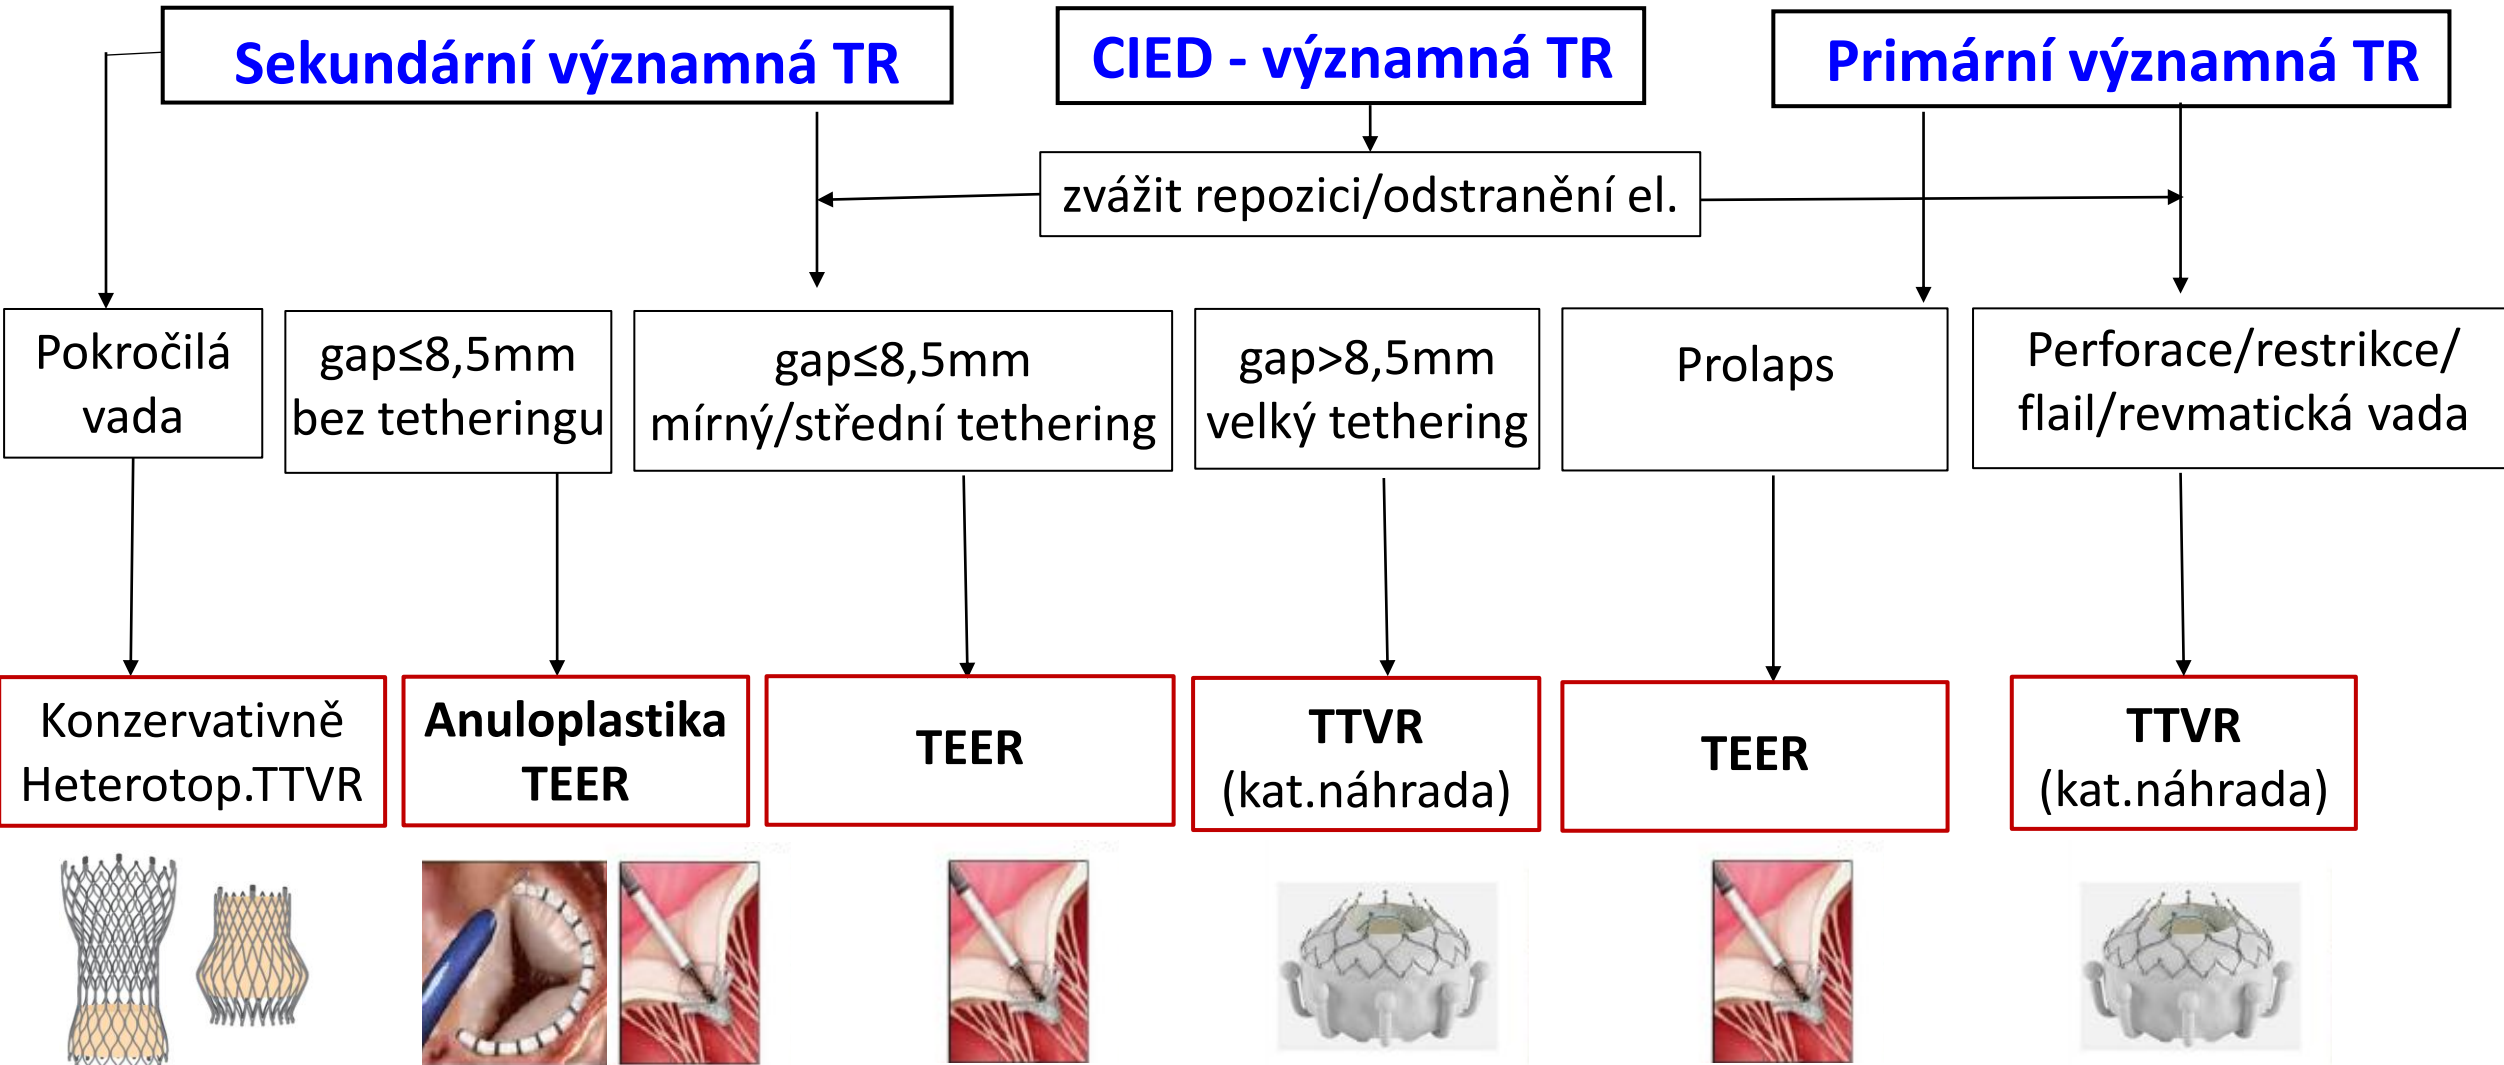 Sekundární významná TR
CIED - významná TR
Primární významná TR
zvážit repozici/odstranění el.
Pokročilá
vada
gap≤8,5mm
bez tetheringu
gap≤8,5mm
mírný/střední tethering
gap>8,5mm
velký tethering
Prolaps
Perforace/restrikce/
flail/revmatická vada
Konzervativně
Heterotop.TTVR
Anuloplastika
TEER
TEER
TTVR
(kat.náhrada)
TEER
TTVR
(kat.náhrada)